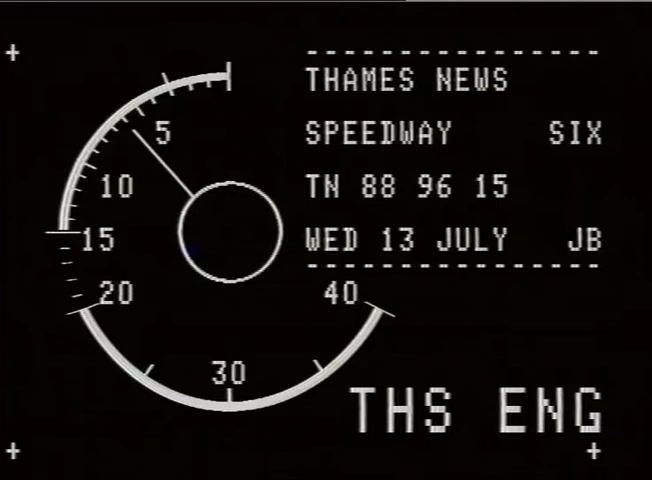 THAMES NEWS
SPEEDWAY SIX
TN 88 96 15
WED 13 JULY JB
5
10
15
20
30
40
THS ENG